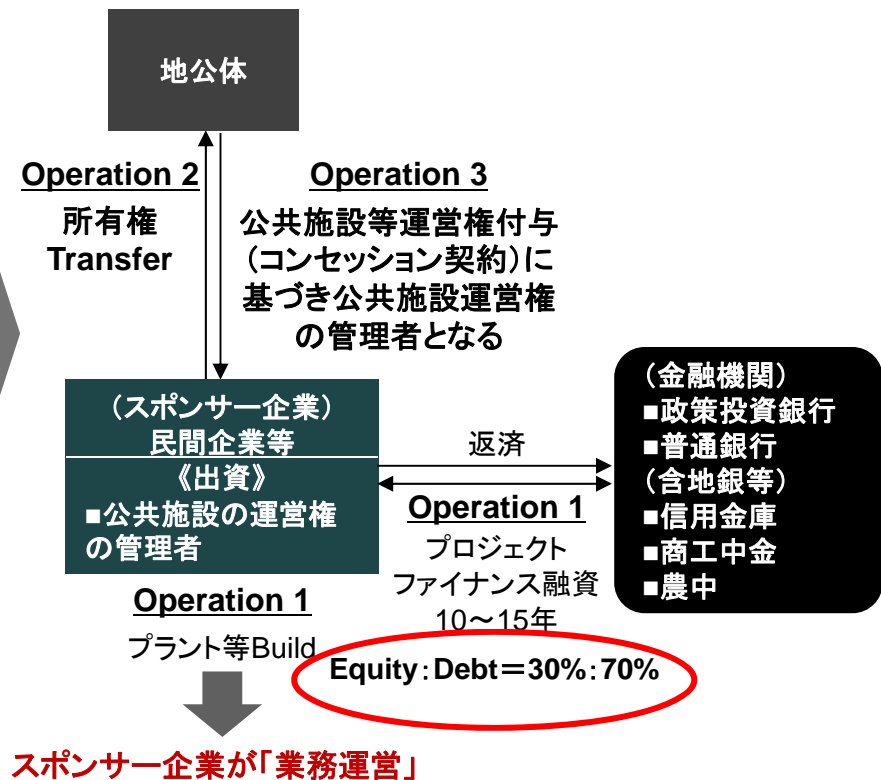 地公体
Operation 2
所有権
Transfer
Operation 3
公共施設等運営権付与
(コンセッション契約)に
基づき公共施設運営権
の管理者となる
(スポンサー企業)
民間企業等
《出資》
■公共施設の運営権
の管理者
返済
Operation 1
プロジェクト
ファイナンス融資
10～15年
(金融機関)
■政策投資銀行
■普通銀行
(含地銀等)
■信用金庫
■商工中金
■農中
Operation 1
プラント等Build
Equity:Debt=30%:70%
スポンサー企業が「業務運営」